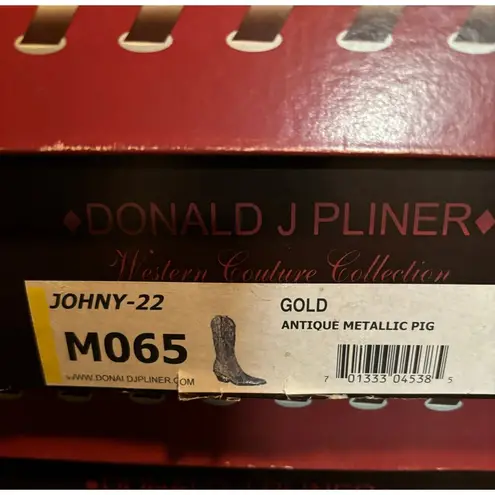 ♦DONALD J PLINER♦
Western Couture Collection
JOHNY-22
GOLD
ANTIQUE METALLIC PIG
M065
WWW.DONALDJPLINER.COM
7 01333 04538 5